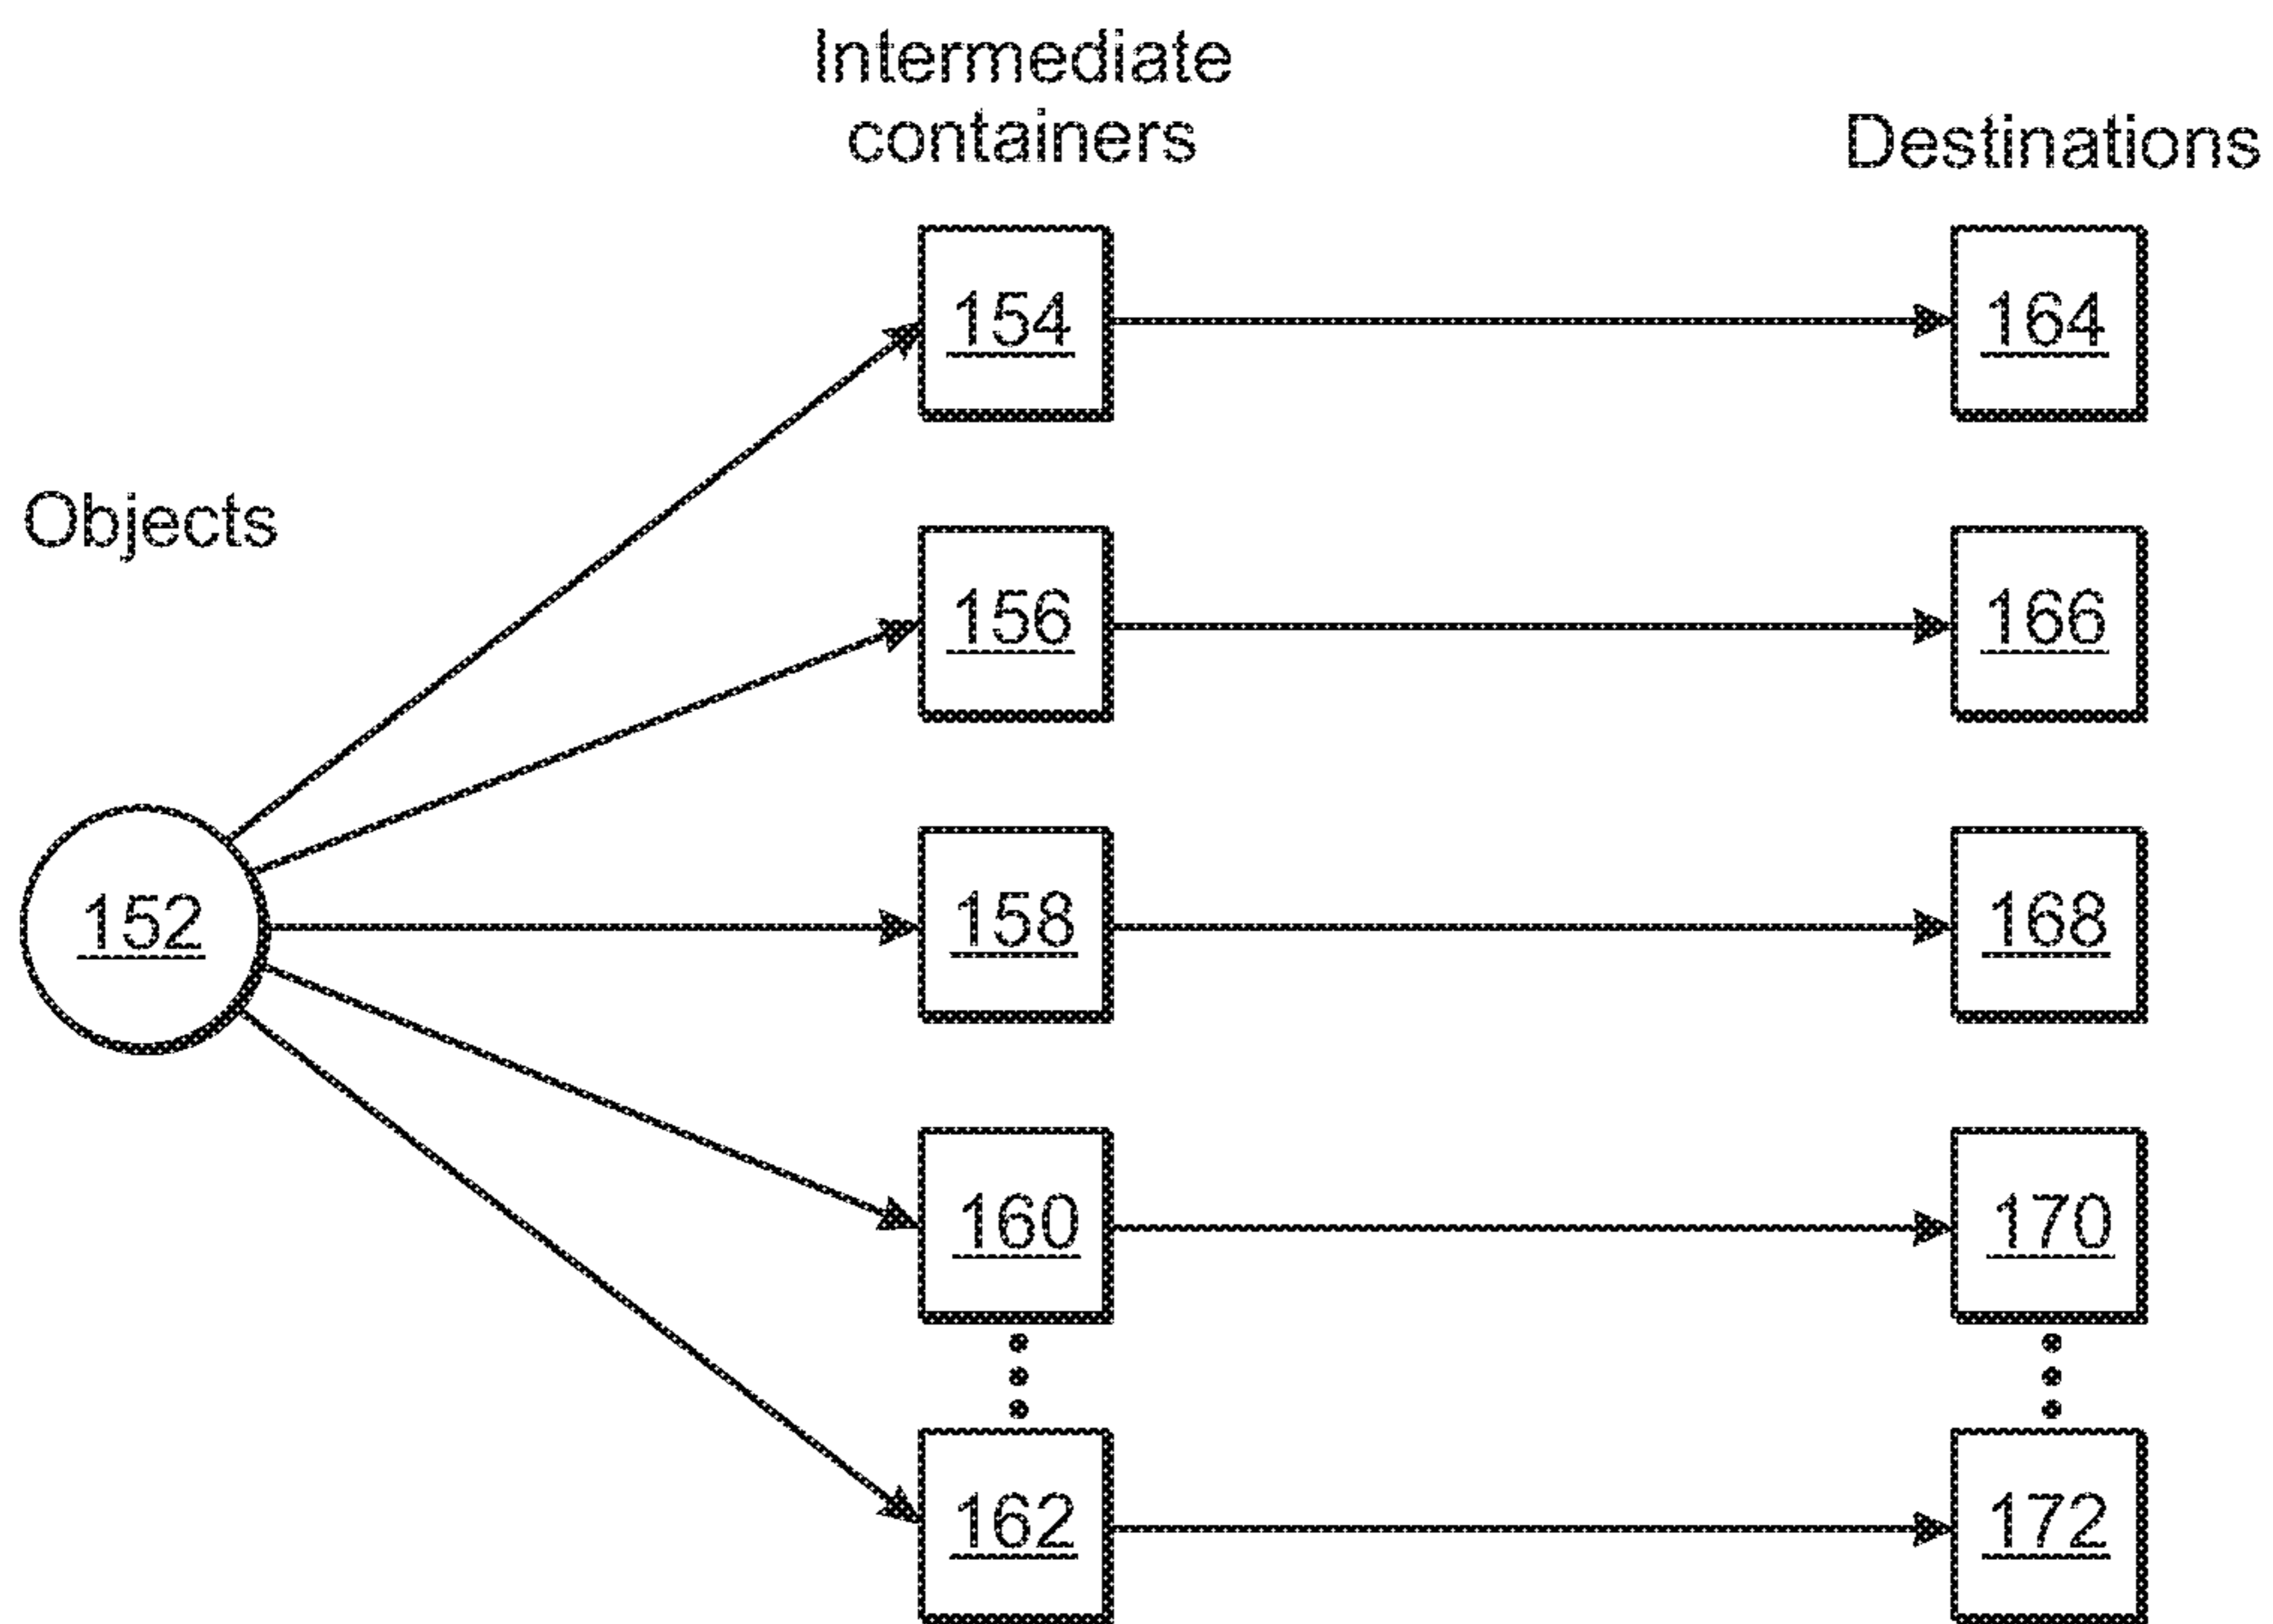 Intermediate
containers
Destinations
Objects
154
164
156
166
152
158
168
160
170
162
172